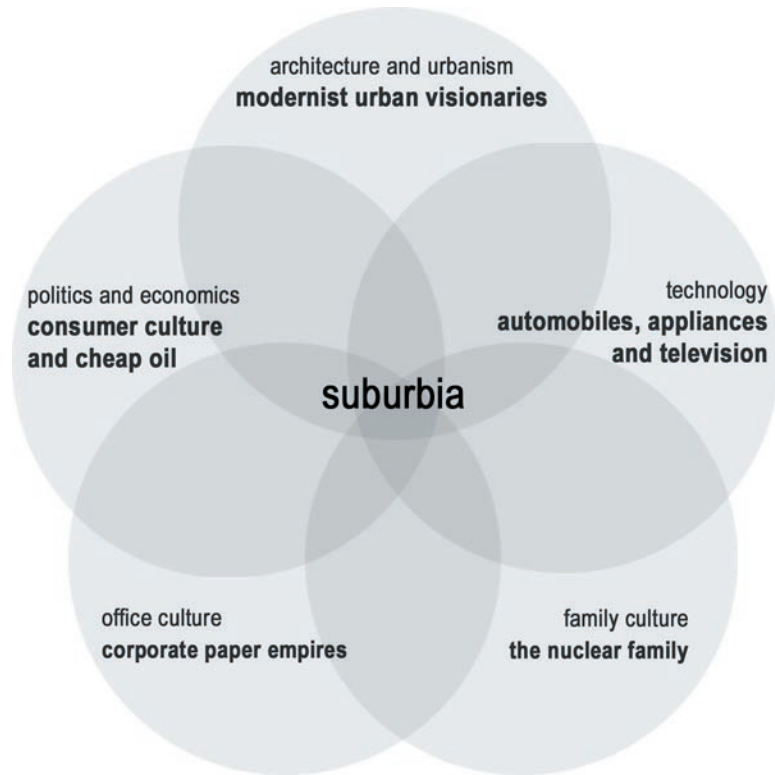 architecture and urbanism
modernist urban visionaries
politics and economics
consumer culture
and cheap oil
technology
automobiles, appliances
and television
suburbia
office culture
corporate paper empires
family culture
the nuclear family